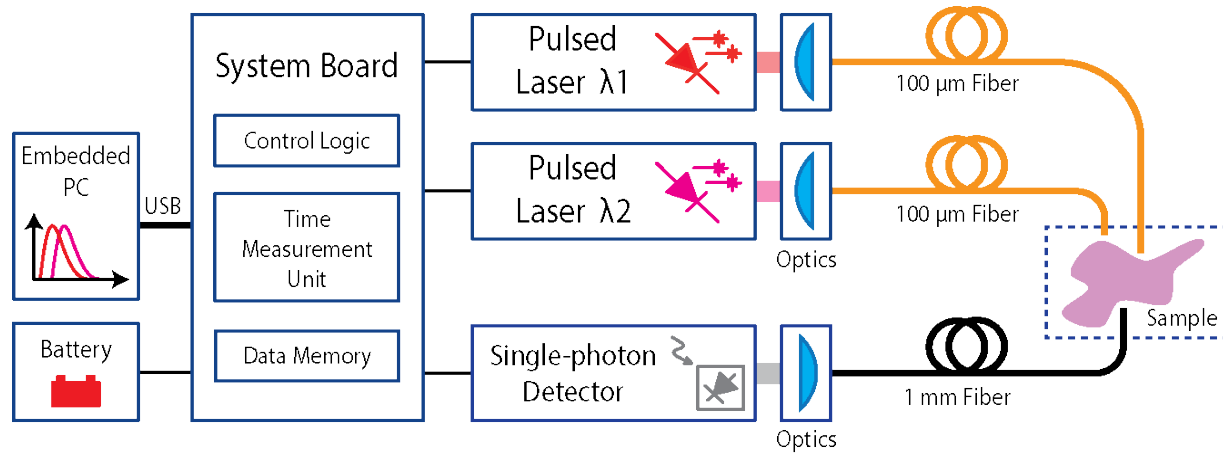 Embedded
PC
USB
Battery
System Board
Control Logic
Time
Measurement
Unit
Data Memory
Pulsed
Laser λ1
100 µm Fiber
Pulsed
Laser λ2
Optics
100 µm Fiber
Sample
Single-photon
Detector
Optics
1 mm Fiber